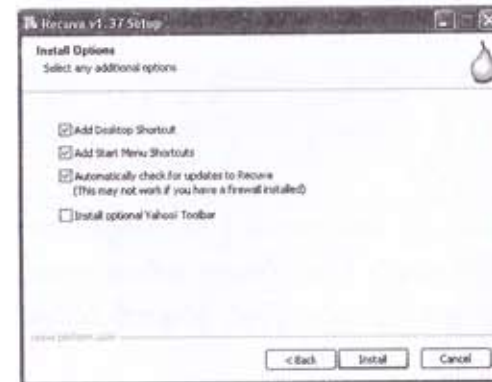 Recuva v1.37 Setup
Install Options
Select any additional options
Add Desktop Shortcut
Add Start Menu Shortcuts
Automatically check for updates to Recuva
(This may not work if you have a firewall installed)
Install optional Yahoo! Toolbar
< Back
Install
Cancel